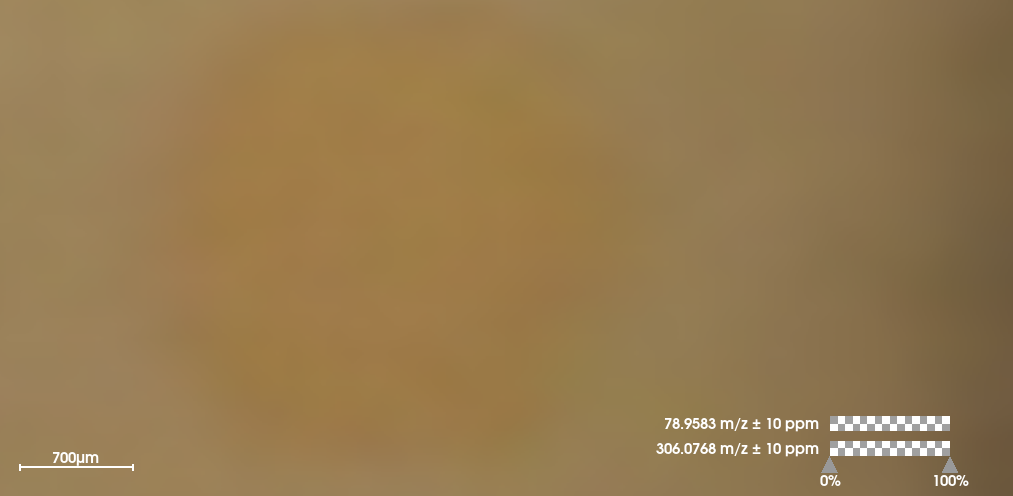 78.9583 m/z ± 10 ppm
306.0768 m/z ± 10 ppm
700μm
0% 100%